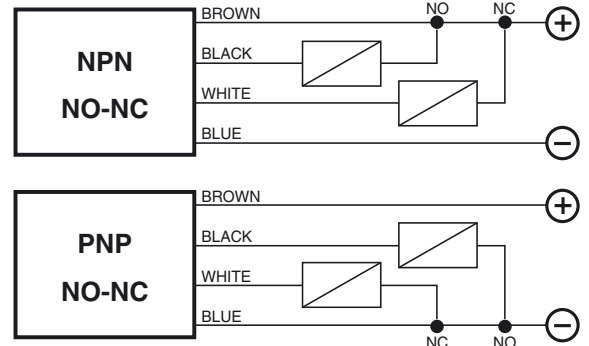 BROWN NO NC +
BLACK
NPN
WHITE
NO-NC
BLUE −
BROWN +
BLACK
PNP
WHITE
NO-NC
BLUE −
NC NO